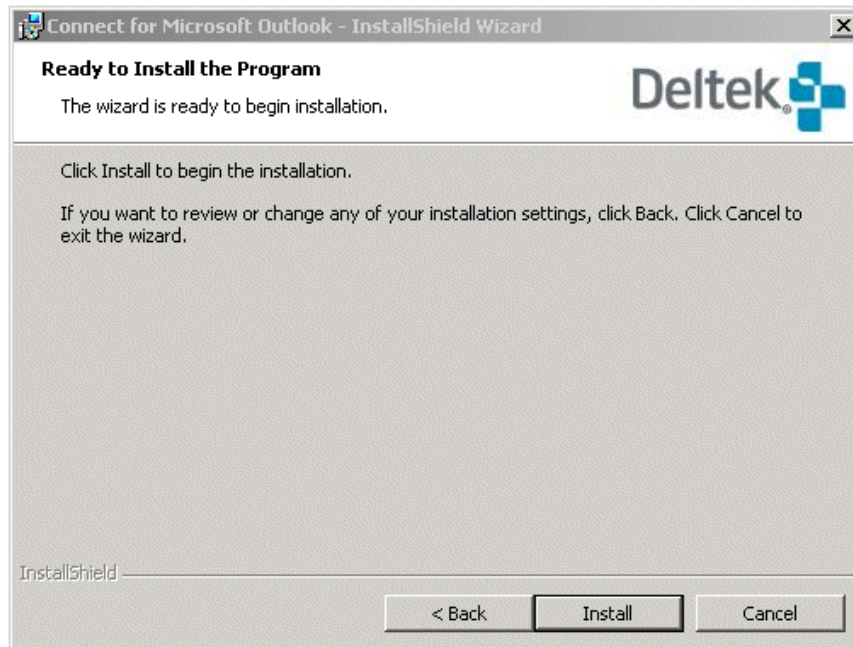 Connect for Microsoft Outlook - InstallShield Wizard
Ready to Install the Program
The wizard is ready to begin installation.
Deltek®
Click Install to begin the installation.
If you want to review or change any of your installation settings, click Back. Click Cancel to
exit the wizard.
InstallShield
< Back
Install
Cancel